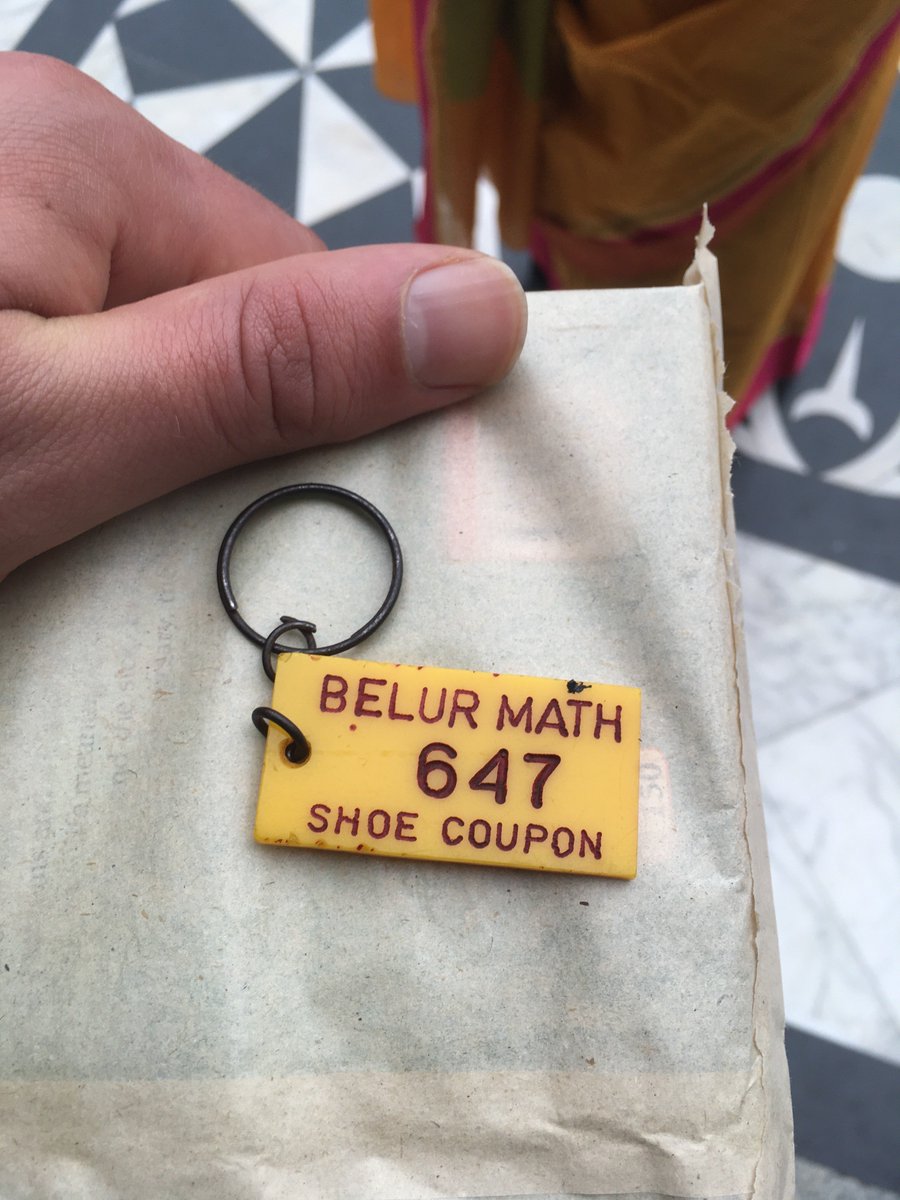 BELUR MATH
647
SHOE COUPON